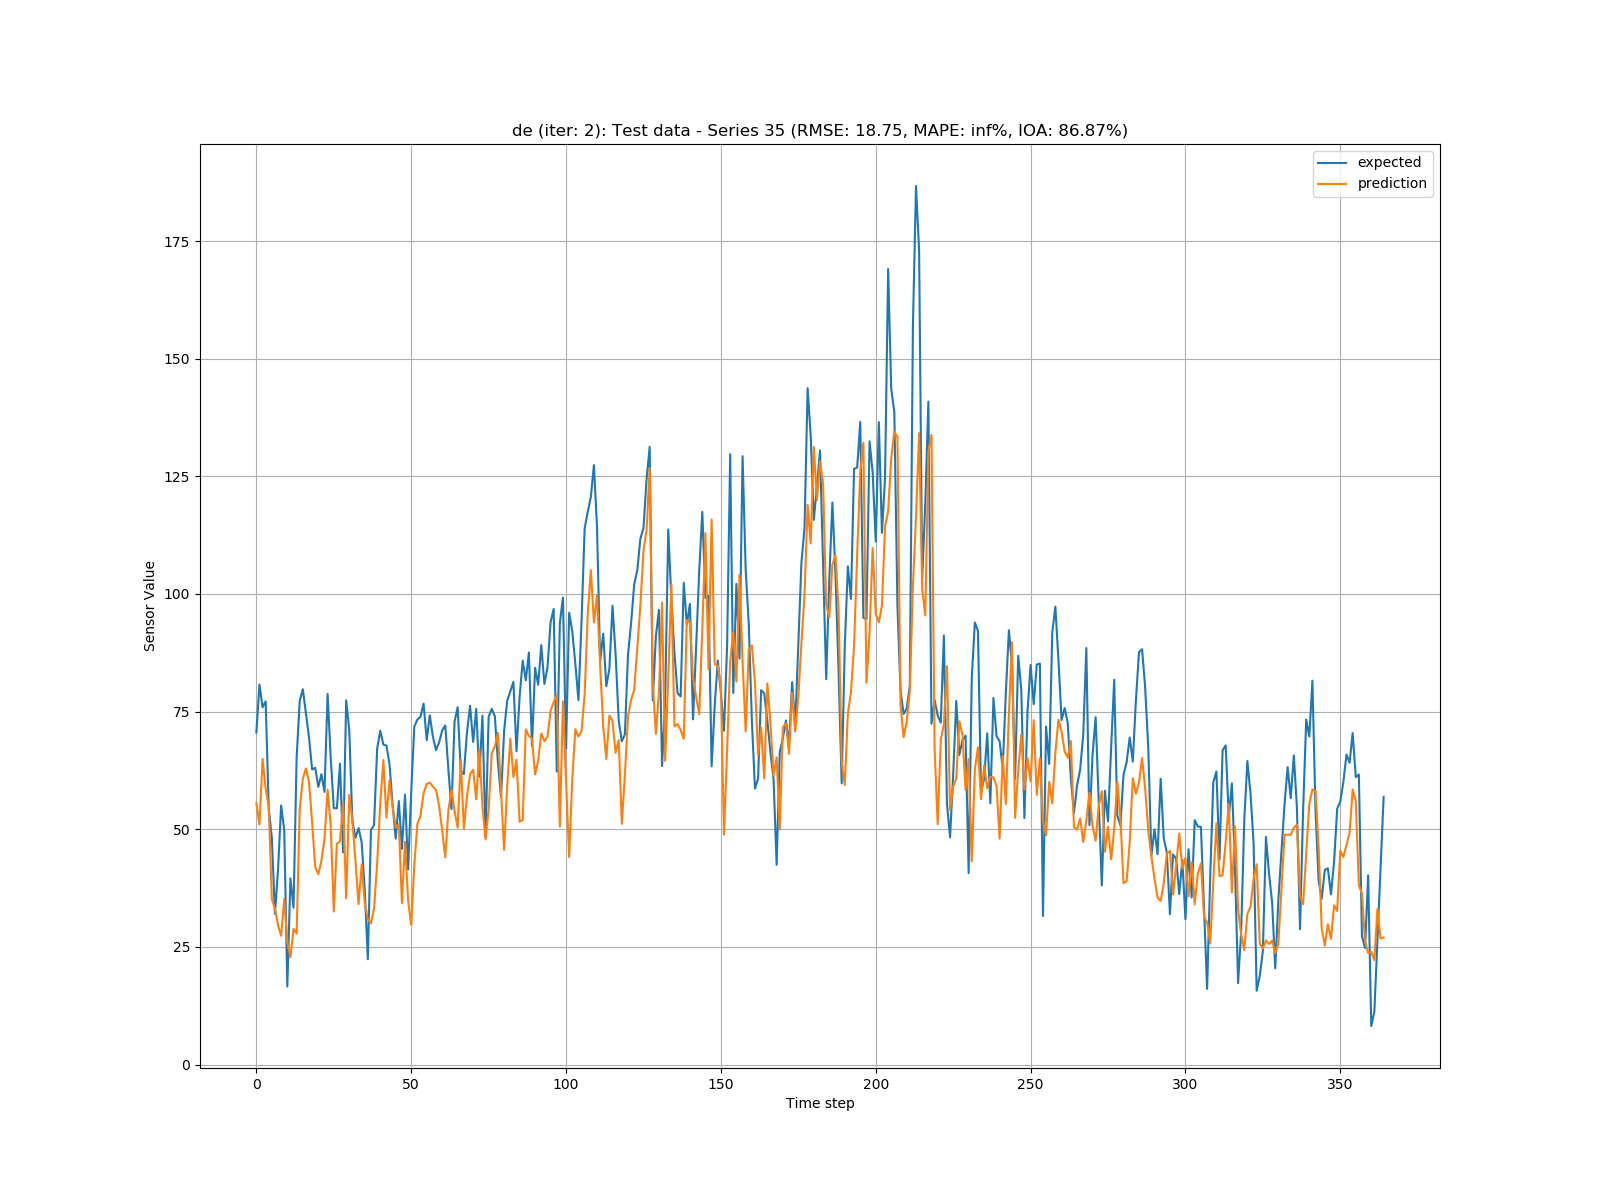 de (iter: 2): Test data - Series 35 (RMSE: 18.75, MAPE: inf%, IOA: 86.87%)
expected
prediction
175
150
125
100
75
50
25
0
Sensor Value
0 50 100 150 200 250 300 350
Time step